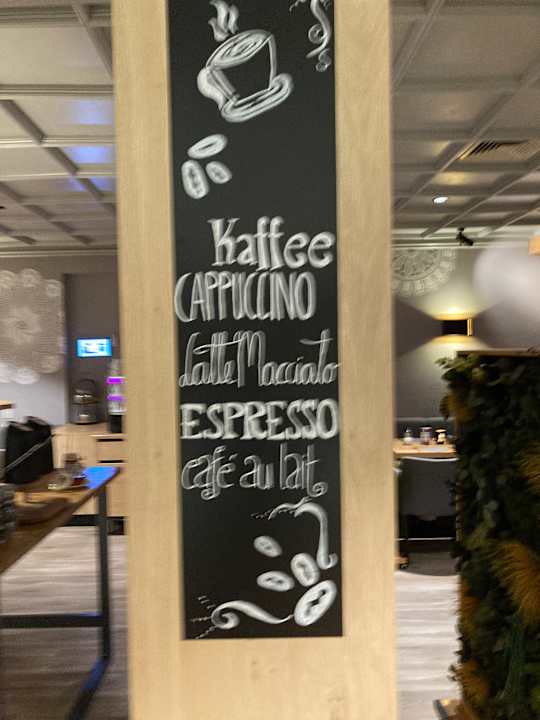 Kaffee
CAPPUCCINO
Latte Macciato
ESPRESSO
café au lait